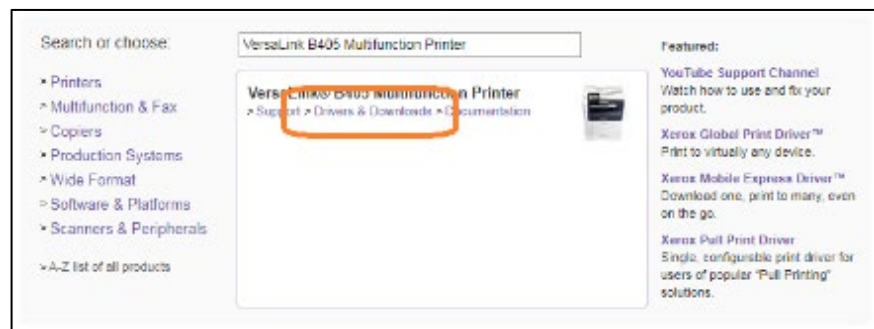 Search or choose:
VersaLink B405 Multifunction Printer
> Printers
> Multifunction & Fax
> Copiers
> Production Systems
> Wide Format
> Software & Platforms
> Scanners & Peripherals
> A-Z list of all products
VersaLink® B405 Multifunction Printer
> Support > Drivers & Downloads > Documentation
Featured:
YouTube Support Channel
Watch how to use and fix your
product.
Xerox Global Print Driver™
Print to virtually any device.
Xerox Mobile Express Driver™
Download one, print to many, even
on the go.
Xerox Pull Print Driver
Single, configurable print driver for
users of popular "Pull Printing"
solutions.